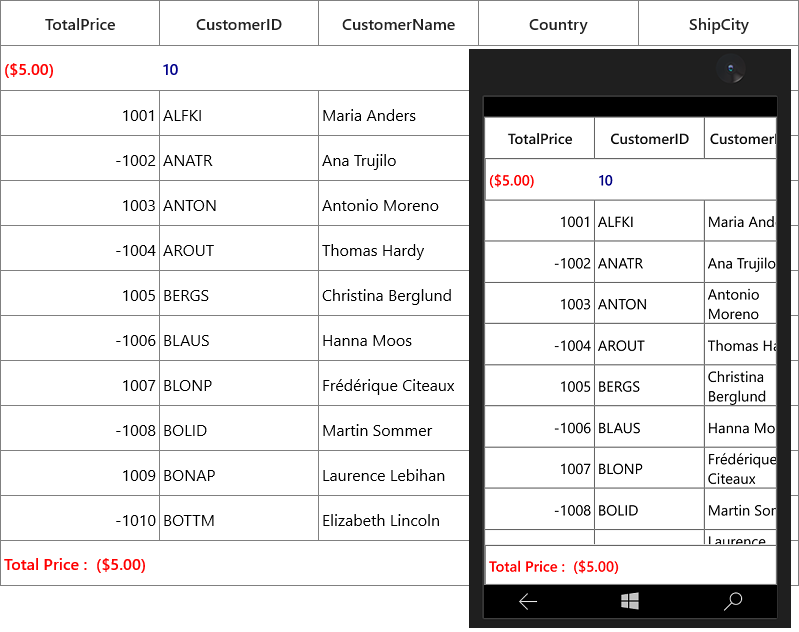 TotalPrice CustomerID CustomerName Country ShipCity
($5.00) 10
1001 ALFKI Maria Anders
-1002 ANATR Ana Trujilo
1003 ANTON Antonio Moreno
-1004 AROUT Thomas Hardy
1005 BERGS Christina Berglund
-1006 BLAUS Hanna Moos
1007 BLONP Frédérique Citeaux
-1008 BOLID Martin Sommer
1009 BONAP Laurence Lebihan
-1010 BOTTM Elizabeth Lincoln
Total Price : ($5.00)
TotalPrice CustomerID Customer
($5.00) 10
1001 ALFKI Maria And
-1002 ANATR Ana Trujilo
1003 ANTON Antonio
Moreno
-1004 AROUT Thomas Ha
1005 BERGS Christina
Berglund
-1006 BLAUS Hanna Mo
1007 BLONP Frédérique
Citeaux
-1008 BOLID Martin Som
Laurence
Total Price : ($5.00)